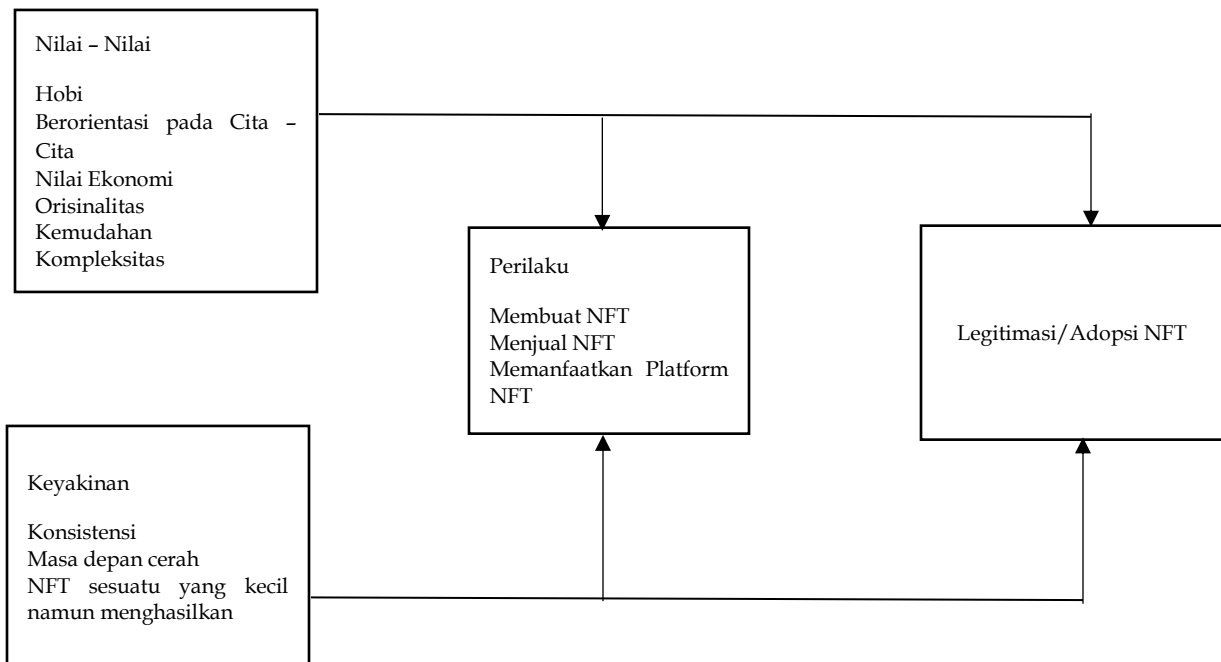 Nilai – Nilai
Hobi
Berorientasi pada Cita –
Cita
Nilai Ekonomi
Orisinalitas
Kemudahan
Kompleksitas
Perilaku
Membuat NFT
Menjual NFT
Memanfaatkan Platform
NFT
Legitimasi/Adopsi NFT
Keyakinan
Konsistensi
Masa depan cerah
NFT sesuatu yang kecil
namun menghasilkan